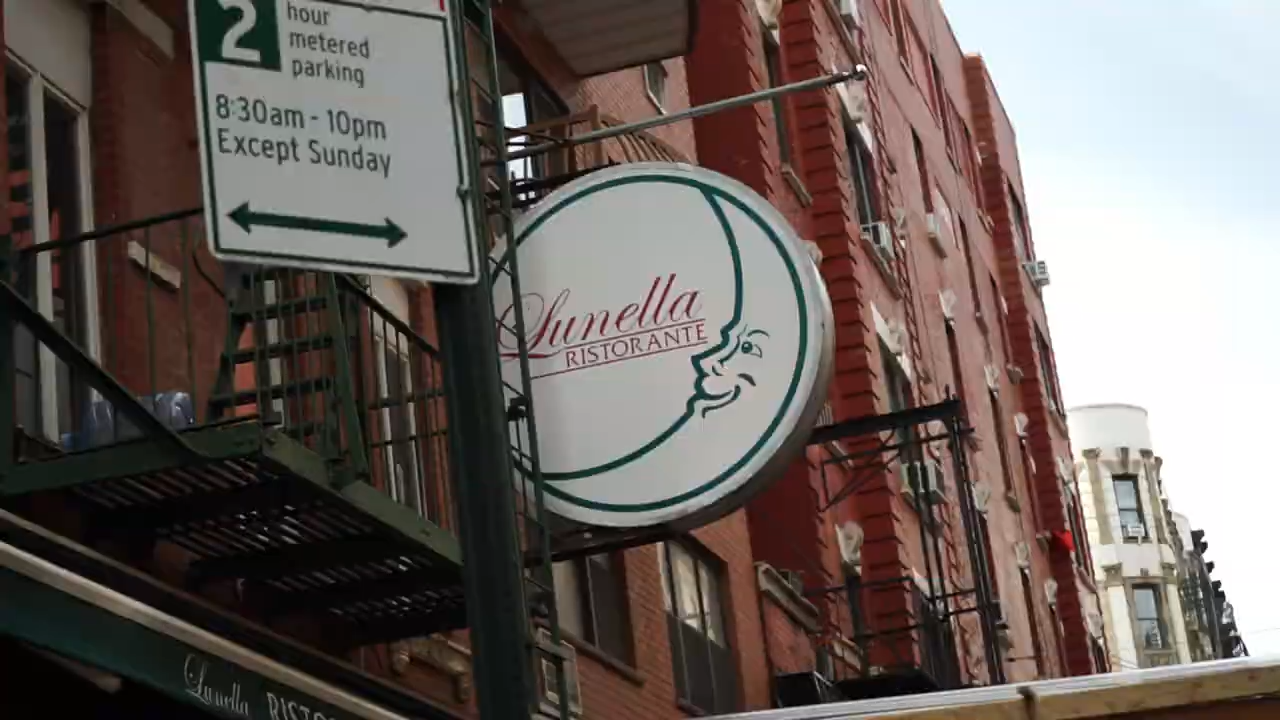 2
hour
metered
parking
8:30am - 10pm
Except Sunday
Lunella
RISTORANTE
Lunella